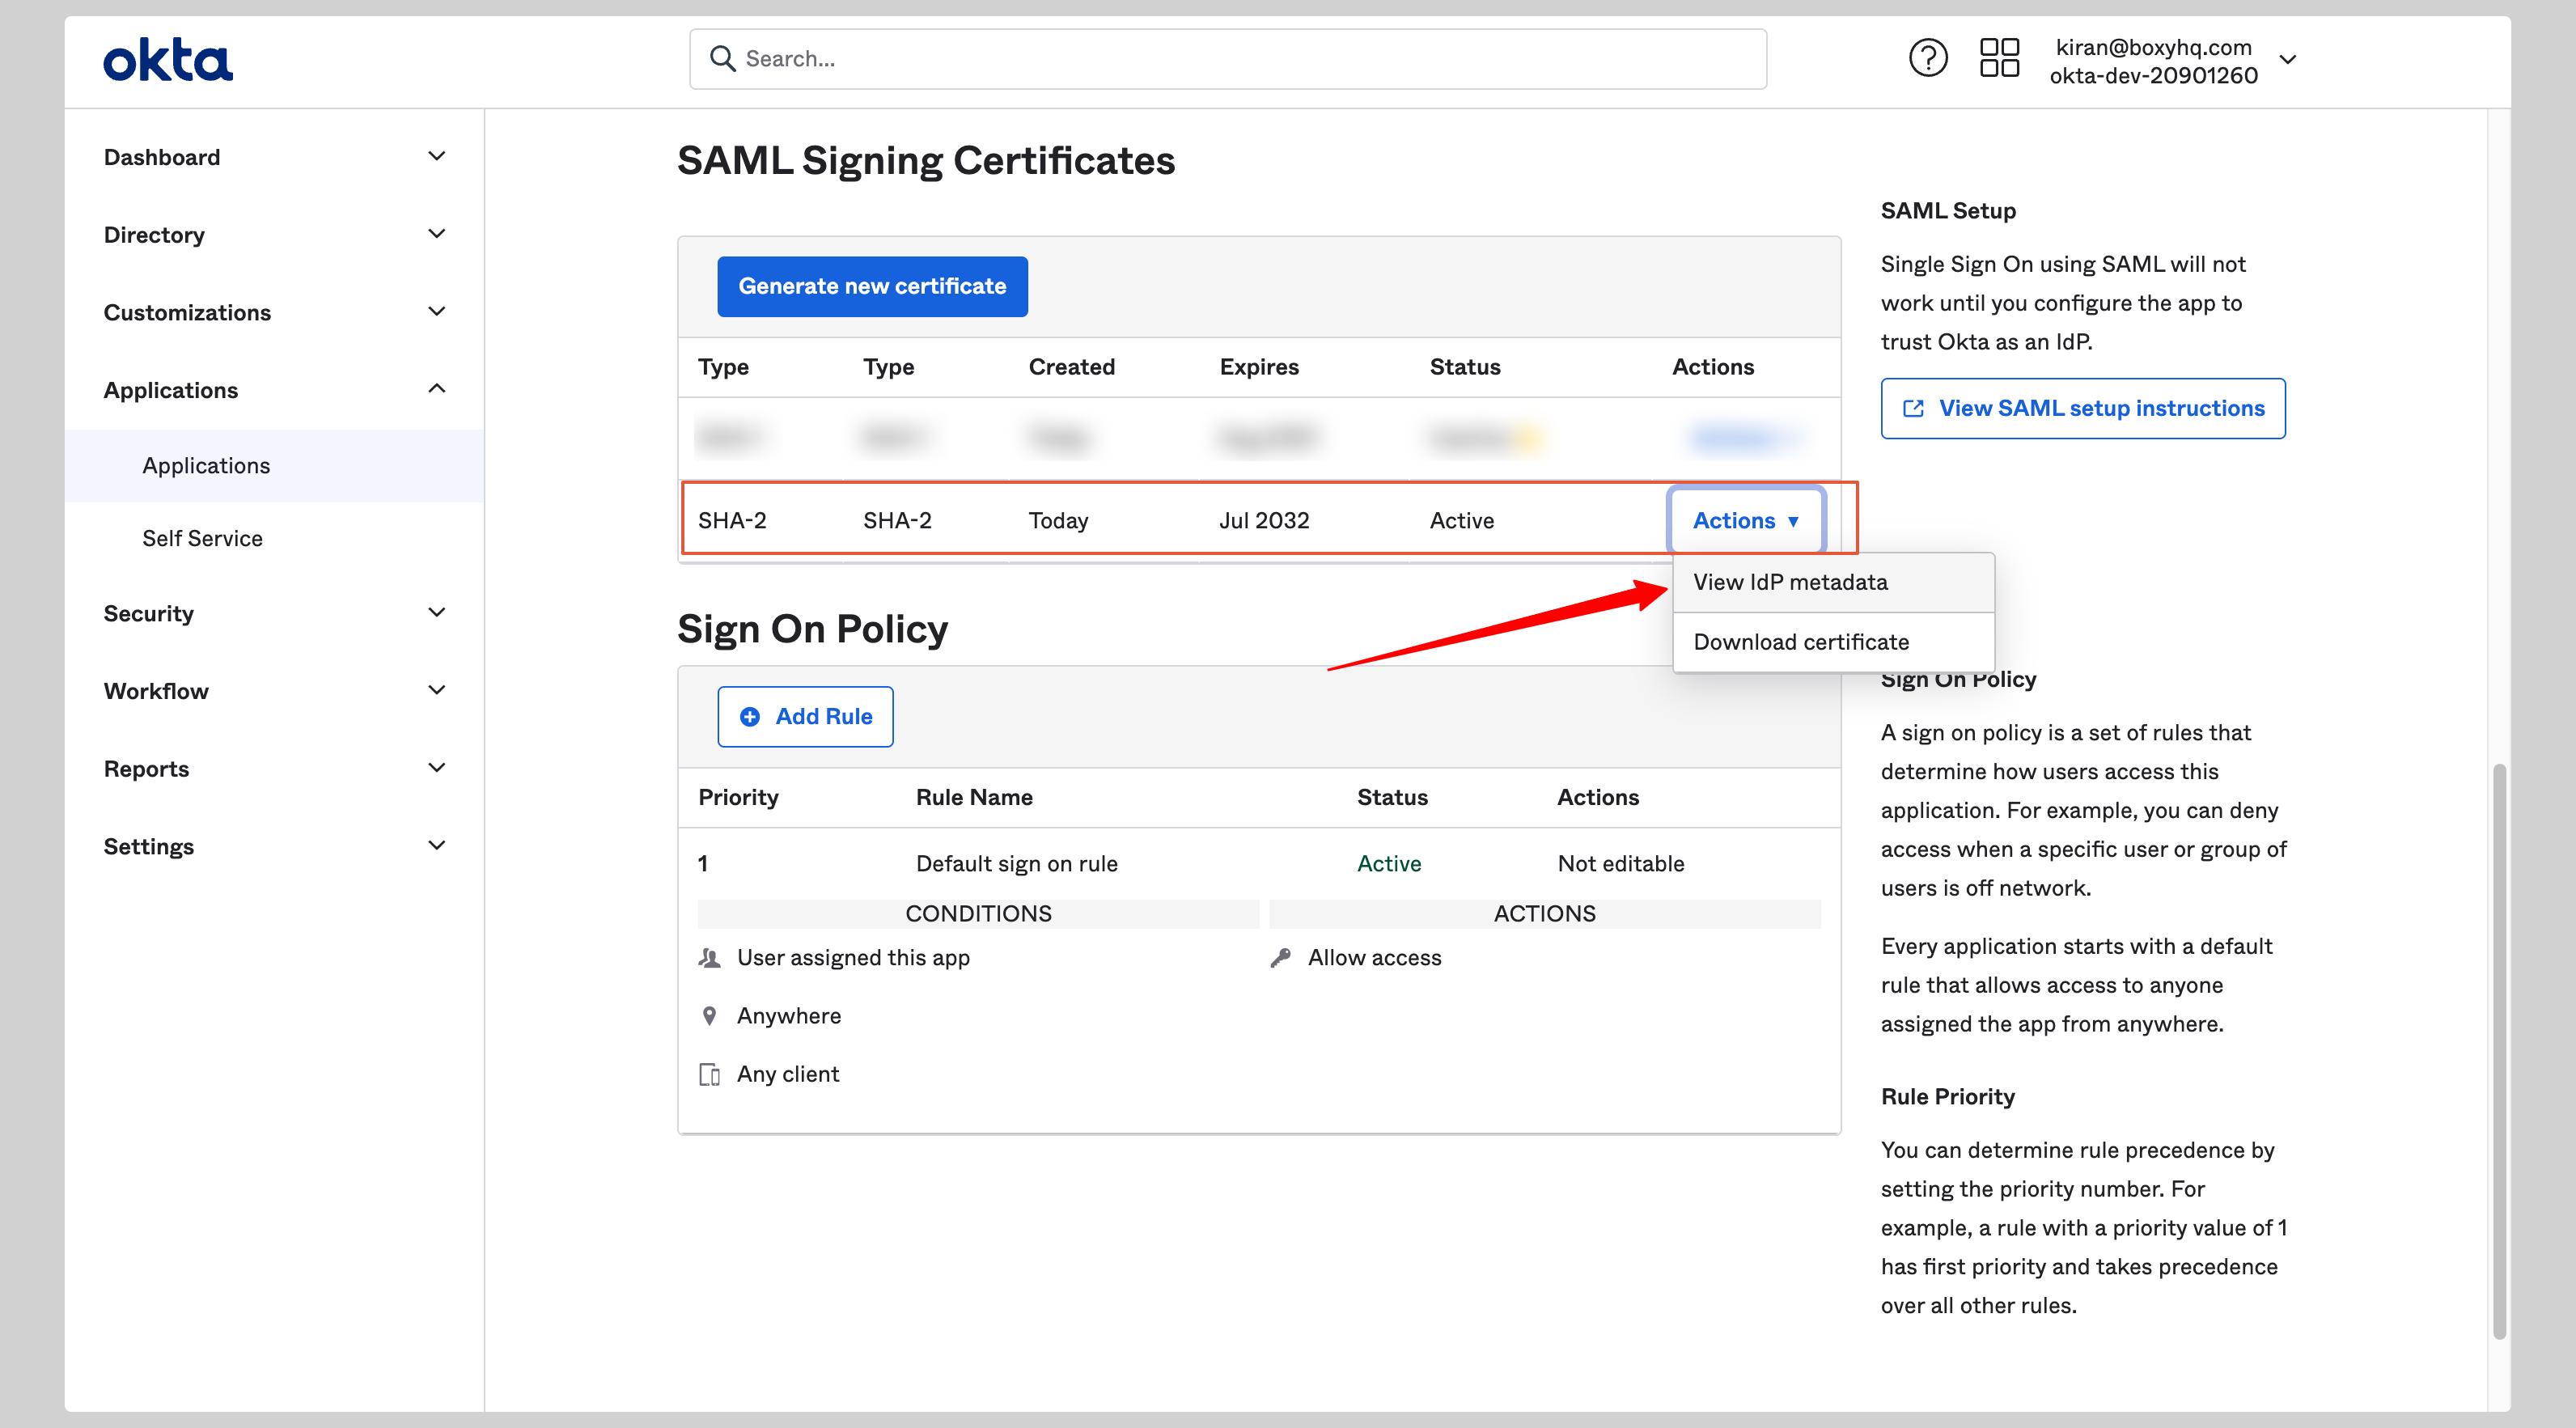 okta
Search...
kiran@boxyhq.com
okta-dev-20901260
Dashboard
Directory
Customizations
Applications
Applications
Self Service
Security
Workflow
Reports
Settings
SAML Signing Certificates
Generate new certificate
Type Type Created Expires Status Actions
SHA-2 SHA-2 Today Jul 2032 Active Actions ▼
View IdP metadata
Download certificate
Sign On Policy
Add Rule
Priority Rule Name Status Actions
1 Default sign on rule Active Not editable
CONDITIONS ACTIONS
User assigned this app Allow access
Anywhere
Any client
SAML Setup
Single Sign On using SAML will not
work until you configure the app to
trust Okta as an IdP.
View SAML setup instructions
Sign On Policy
A sign on policy is a set of rules that
determine how users access this
application. For example, you can deny
access when a specific user or group of
users is off network.
Every application starts with a default
rule that allows access to anyone
assigned the app from anywhere.
Rule Priority
You can determine rule precedence by
setting the priority number. For
example, a rule with a priority value of 1
has first priority and takes precedence
over all other rules.